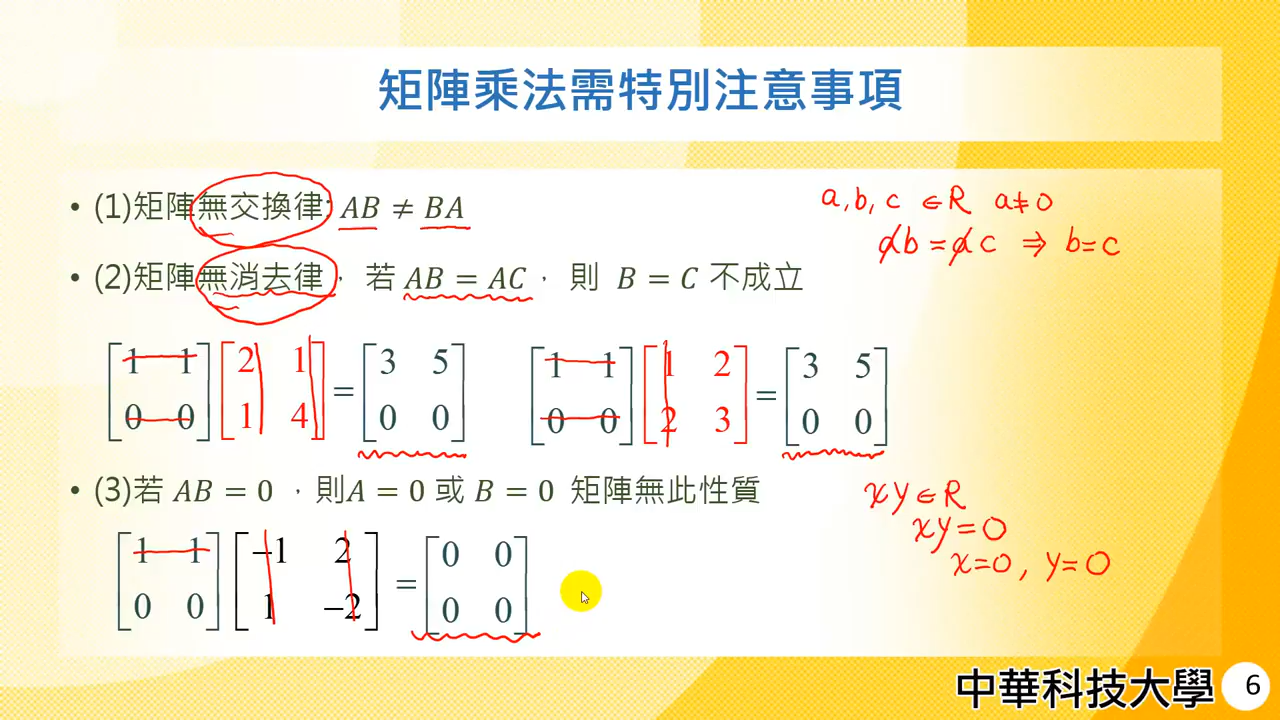 矩陣乘法需特別注意事項
• (1)矩陣無交換律: AB ≠ BA
a, b, c ∈ R a≠0
ab = ac ⇒ b=c
• (2)矩陣無消去律， 若 AB = AC， 則 B = C 不成立
[1 1; 0 0] [2 1; 1 4] = [3 5; 0 0] [1 1; 0 0] [1 2; 2 3] = [3 5; 0 0]
• (3)若 AB = 0 ，則A = 0 或 B = 0 矩陣無此性質
x y ∈ R
xy = 0
x=0, y=0
[1 1; 0 0] [−1 2; 1 −2] = [0 0; 0 0]
中華科技大學 6